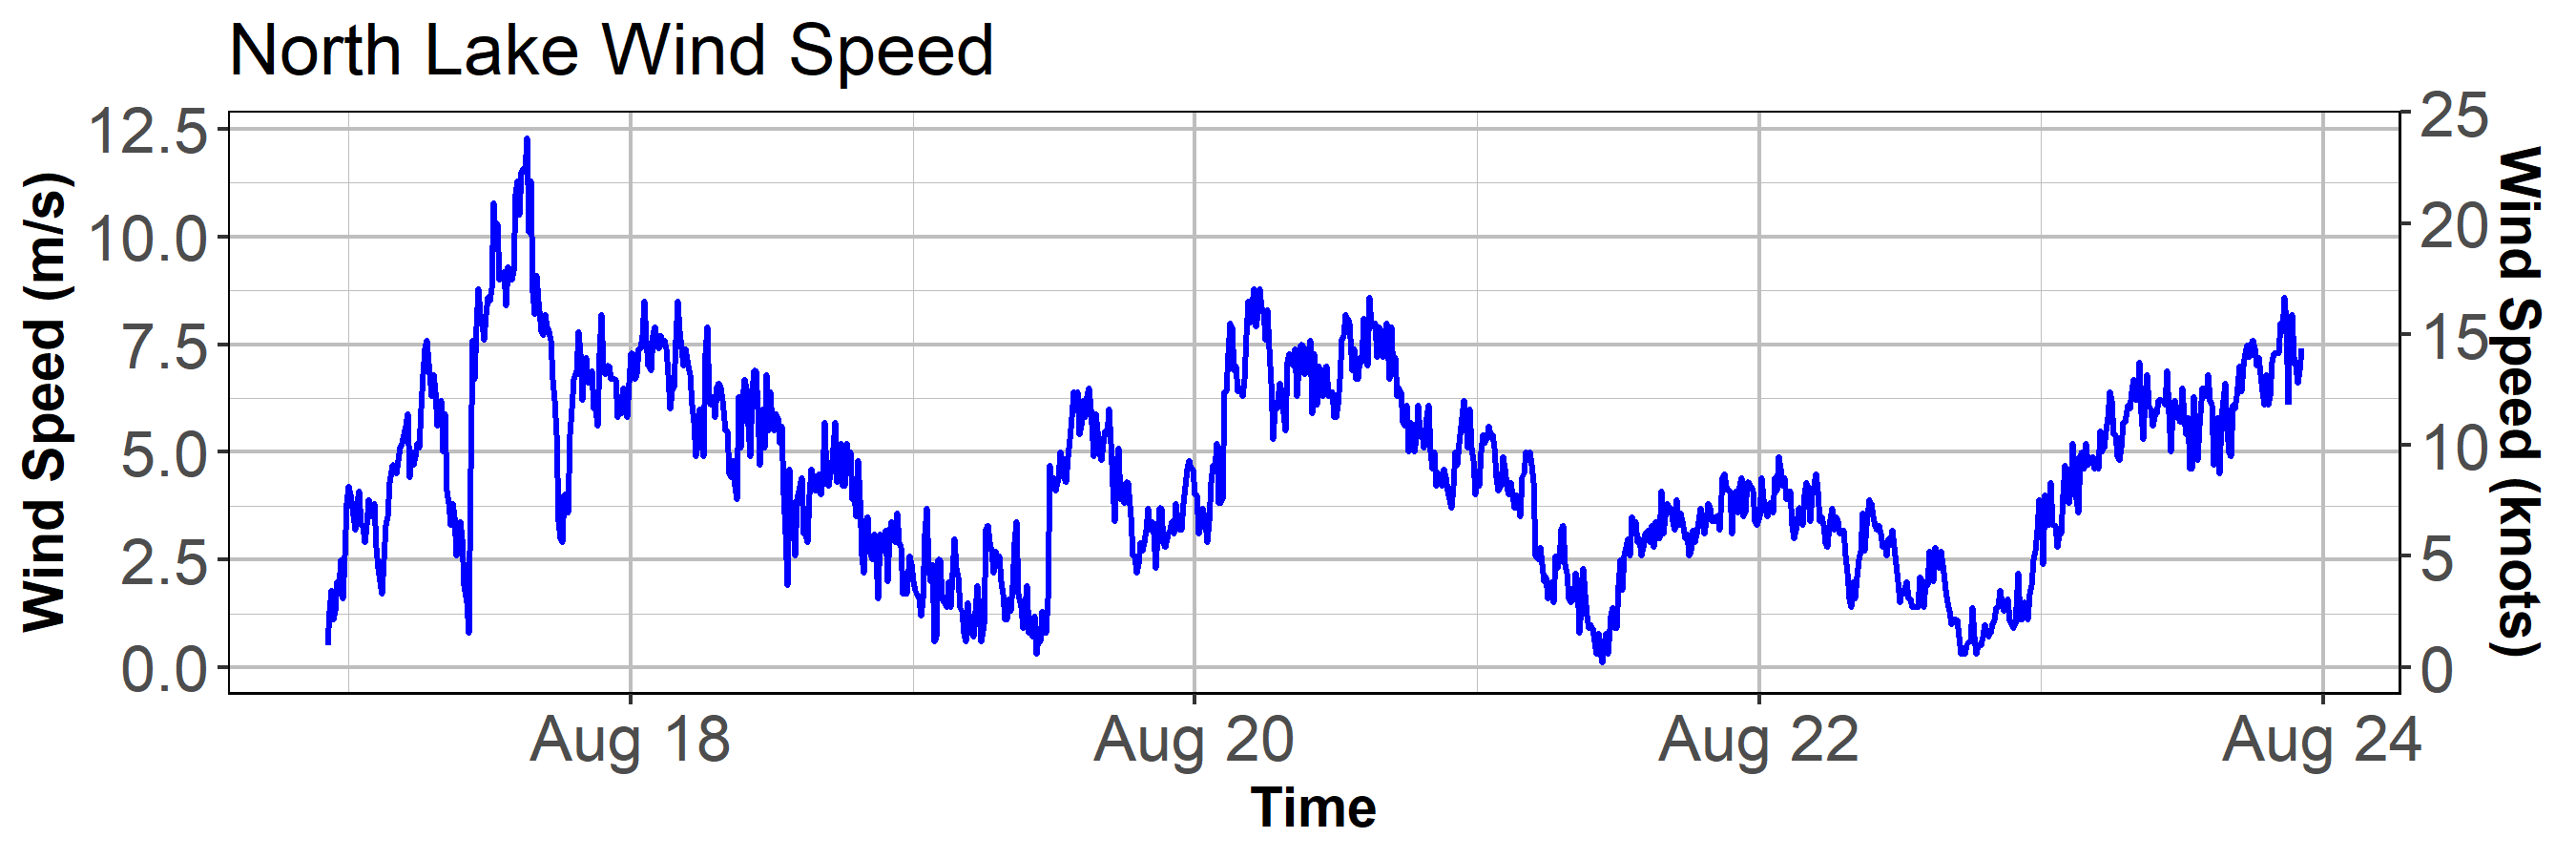 North Lake Wind Speed
Wind Speed (m/s)
12.5
10.0
7.5
5.0
2.5
0.0
25
20
15
10
5
0
Wind Speed (knots)
Aug 18
Aug 20
Aug 22
Aug 24
Time